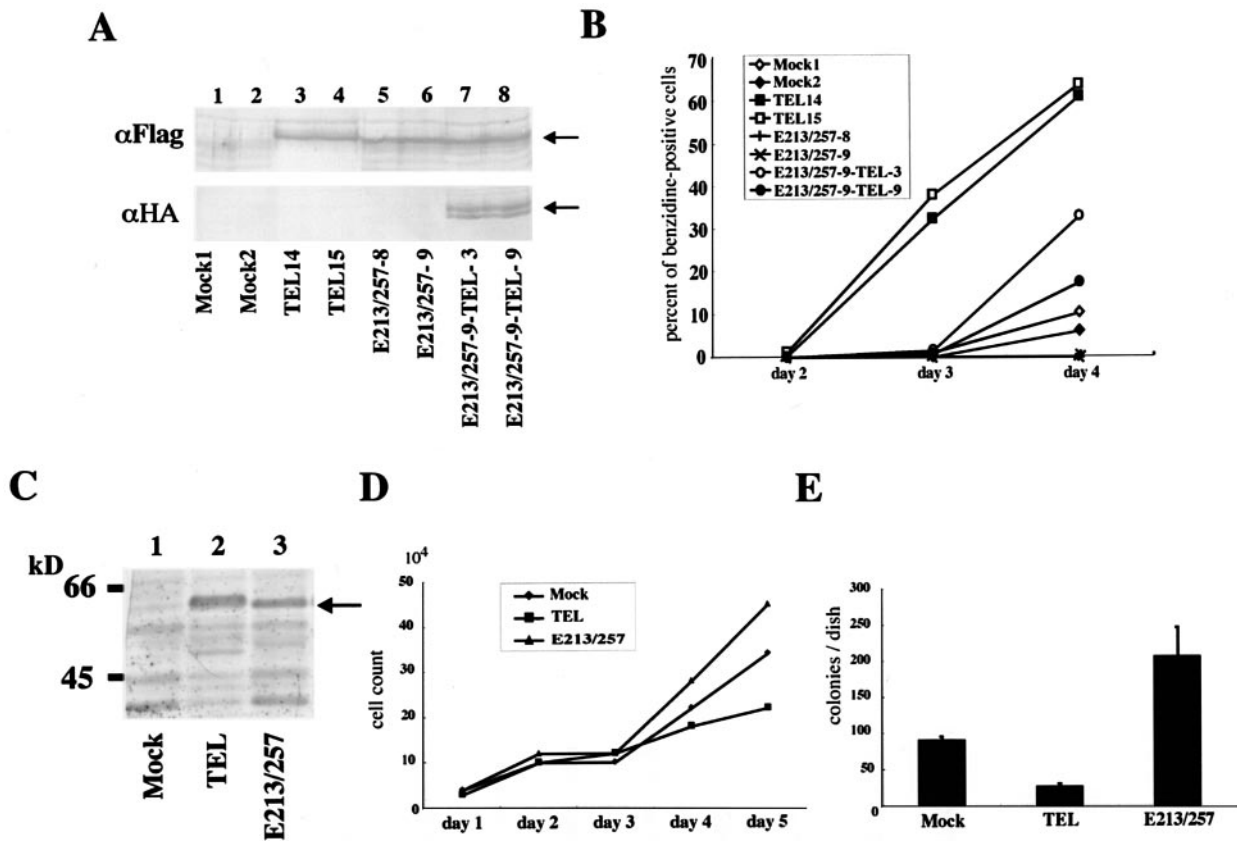 A
1 2 3 4 5 6 7 8
αFlag
αHA
Mock1
Mock2
TEL14
TEL15
E213/257-8
E213/257- 9
E213/257-9-TEL- 3
E213/257-9-TEL- 9
B
percent of benzidine-positive cells
70
60
50
40
30
20
10
0
Mock1
Mock2
TEL14
TEL15
E213/257-8
E213/257-9
E213/257-9-TEL-3
E213/257-9-TEL-9
day 2 day 3 day 4
C
kD
1 2 3
66
45
Mock
TEL
E213/257
D
10⁴
cell count
50
40
30
20
10
0
Mock
TEL
E213/257
day 1 day 2 day 3 day 4 day 5
E
colonies / dish
300
250
200
150
100
50
0
Mock TEL E213/257